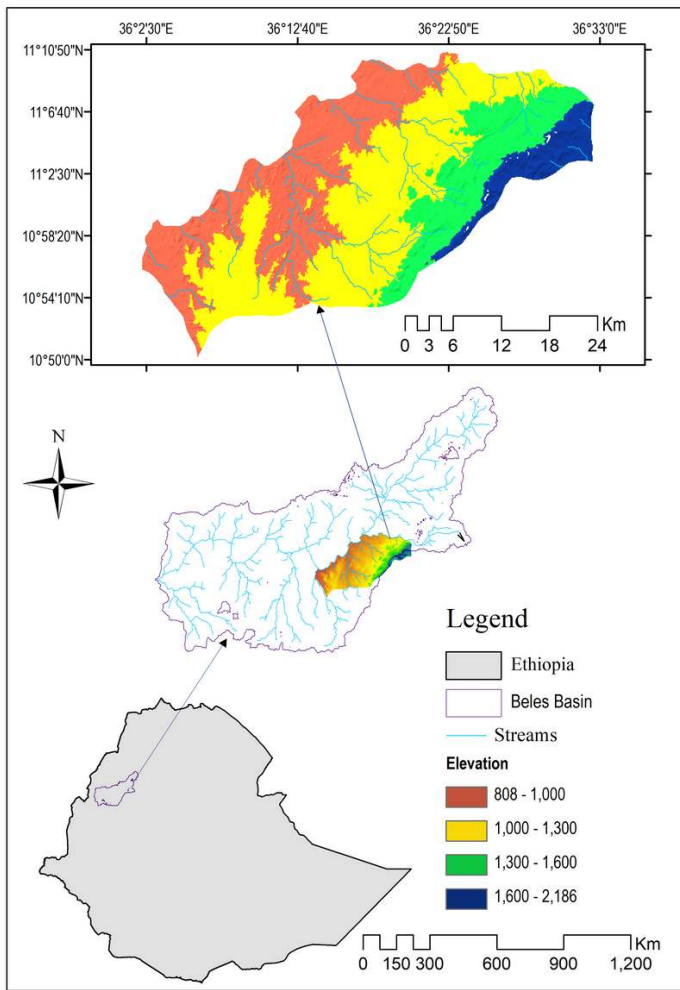 36°2'30"E 36°12'40"E 36°22'50"E 36°33'0"E
11°10'50"N
11°6'40"N
11°2'30"N
10°58'20"N
10°54'10"N
10°50'0"N
Km
0 3 6 12 18 24
N
Legend
Ethiopia
Beles Basin
Streams
Elevation
808 - 1,000
1,000 - 1,300
1,300 - 1,600
1,600 - 2,186
Km
0 150 300 600 900 1,200